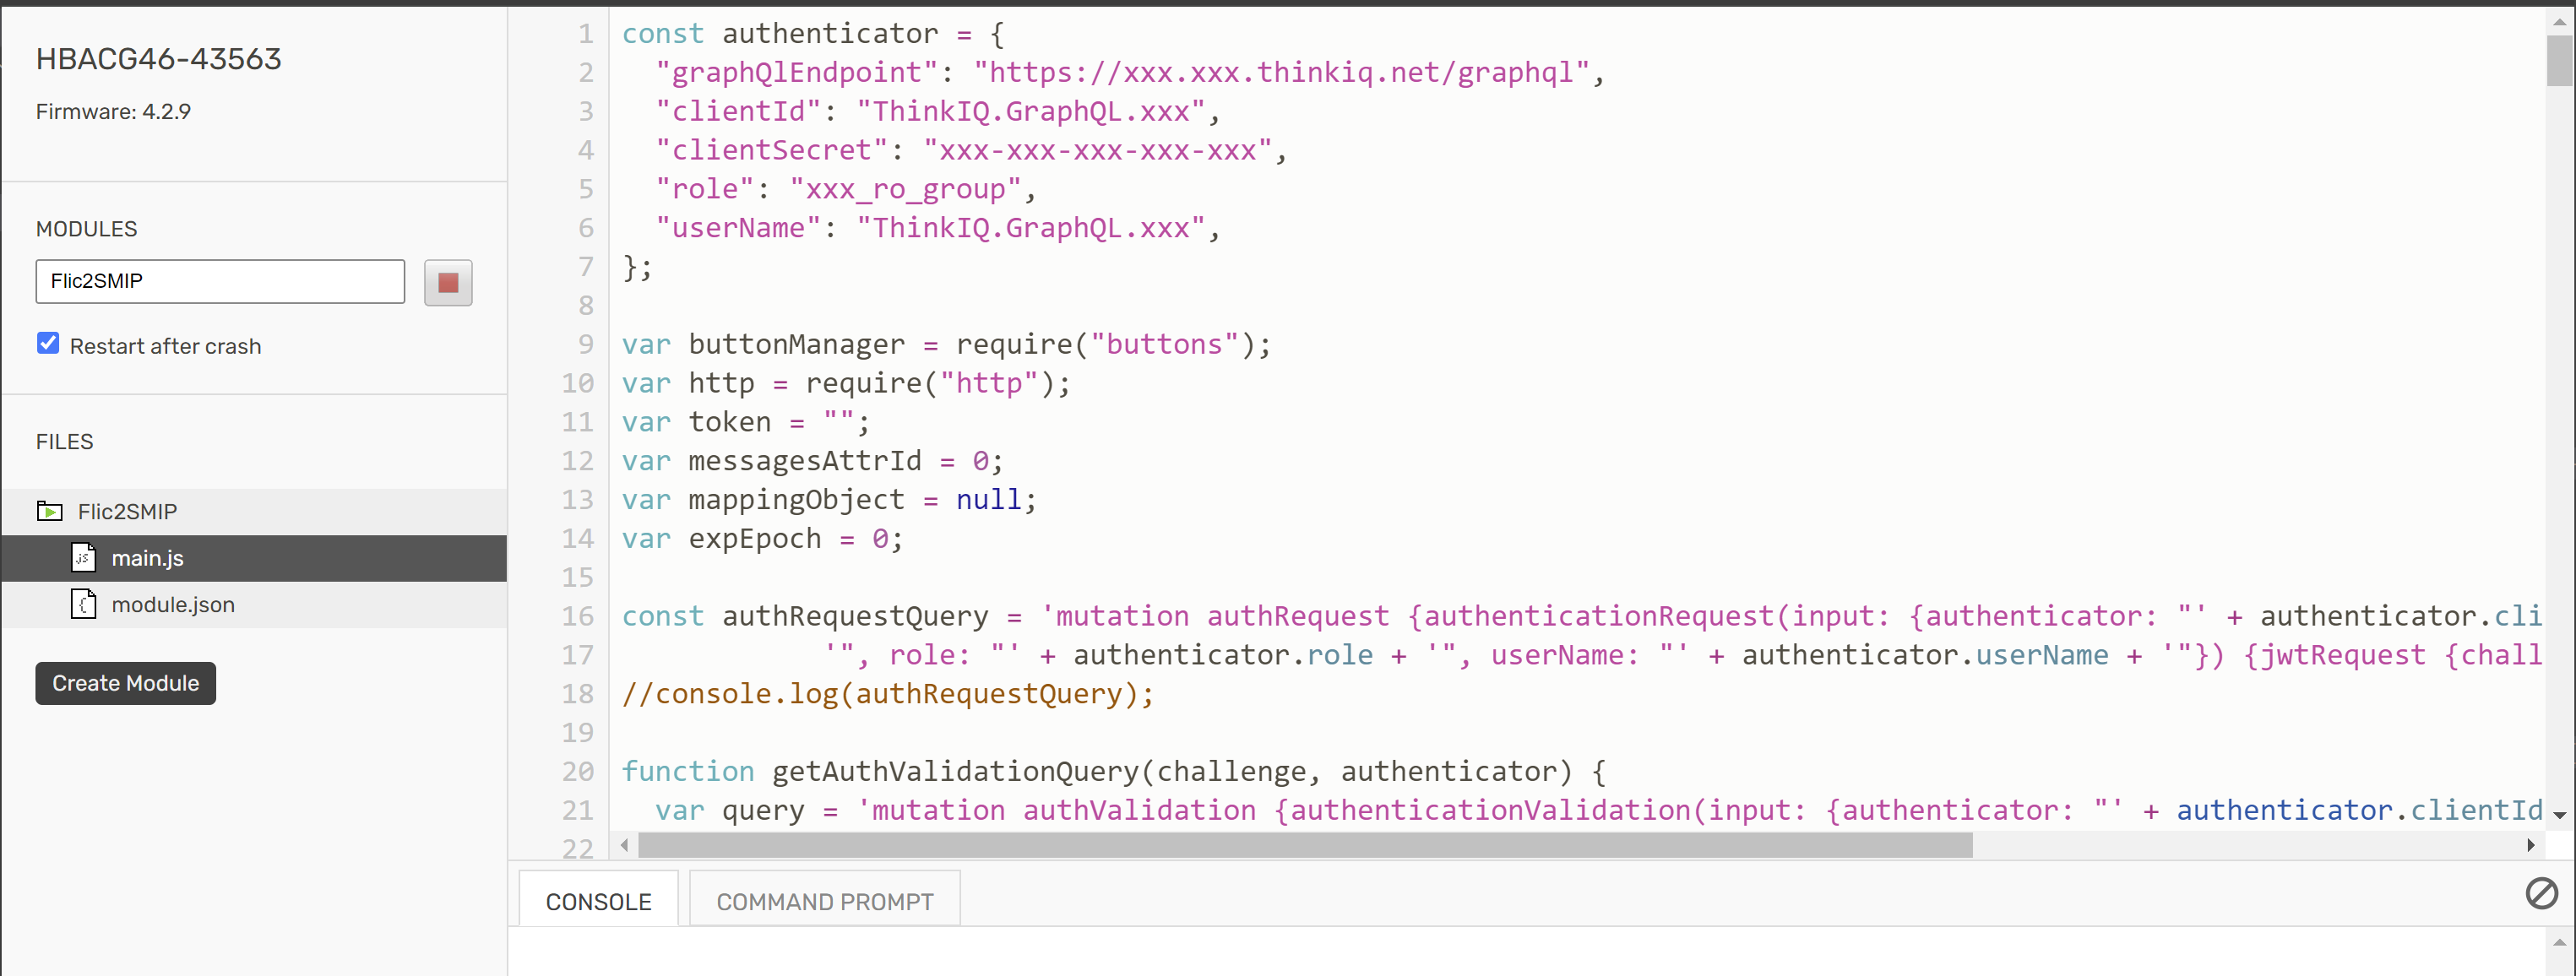 HBACG46-43563
Firmware: 4.2.9
MODULES
Flic2SMIP
Restart after crash
FILES
Flic2SMIP
main.js
module.json
Create Module
1 const authenticator = {
2   "graphQlEndpoint": "https://xxx.xxx.thinkiq.net/graphql",
3   "clientId": "ThinkIQ.GraphQL.xxx",
4   "clientSecret": "xxx-xxx-xxx-xxx-xxx",
5   "role": "xxx_ro_group",
6   "userName": "ThinkIQ.GraphQL.xxx",
7 };
8
9 var buttonManager = require("buttons");
10 var http = require("http");
11 var token = "";
12 var messagesAttrId = 0;
13 var mappingObject = null;
14 var expEpoch = 0;
15
16 const authRequestQuery = 'mutation authRequest {authenticationRequest(input: {authenticator: "' + authenticator.cli
17             '", role: "' + authenticator.role + '", userName: "' + authenticator.userName + '"}) {jwtRequest {chall
18 //console.log(authRequestQuery);
19
20 function getAuthValidationQuery(challenge, authenticator) {
21   var query = 'mutation authValidation {authenticationValidation(input: {authenticator: "' + authenticator.clientId
22
CONSOLE
COMMAND PROMPT